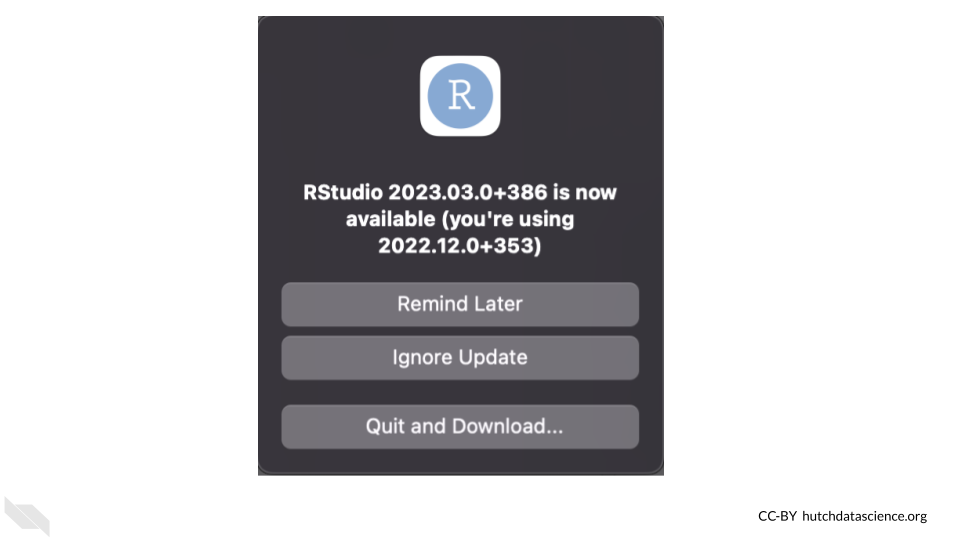 R
RStudio 2023.03.0+386 is now
available (you're using
2022.12.0+353)
Remind Later
Ignore Update
Quit and Download...
CC-BY hutchdatascience.org